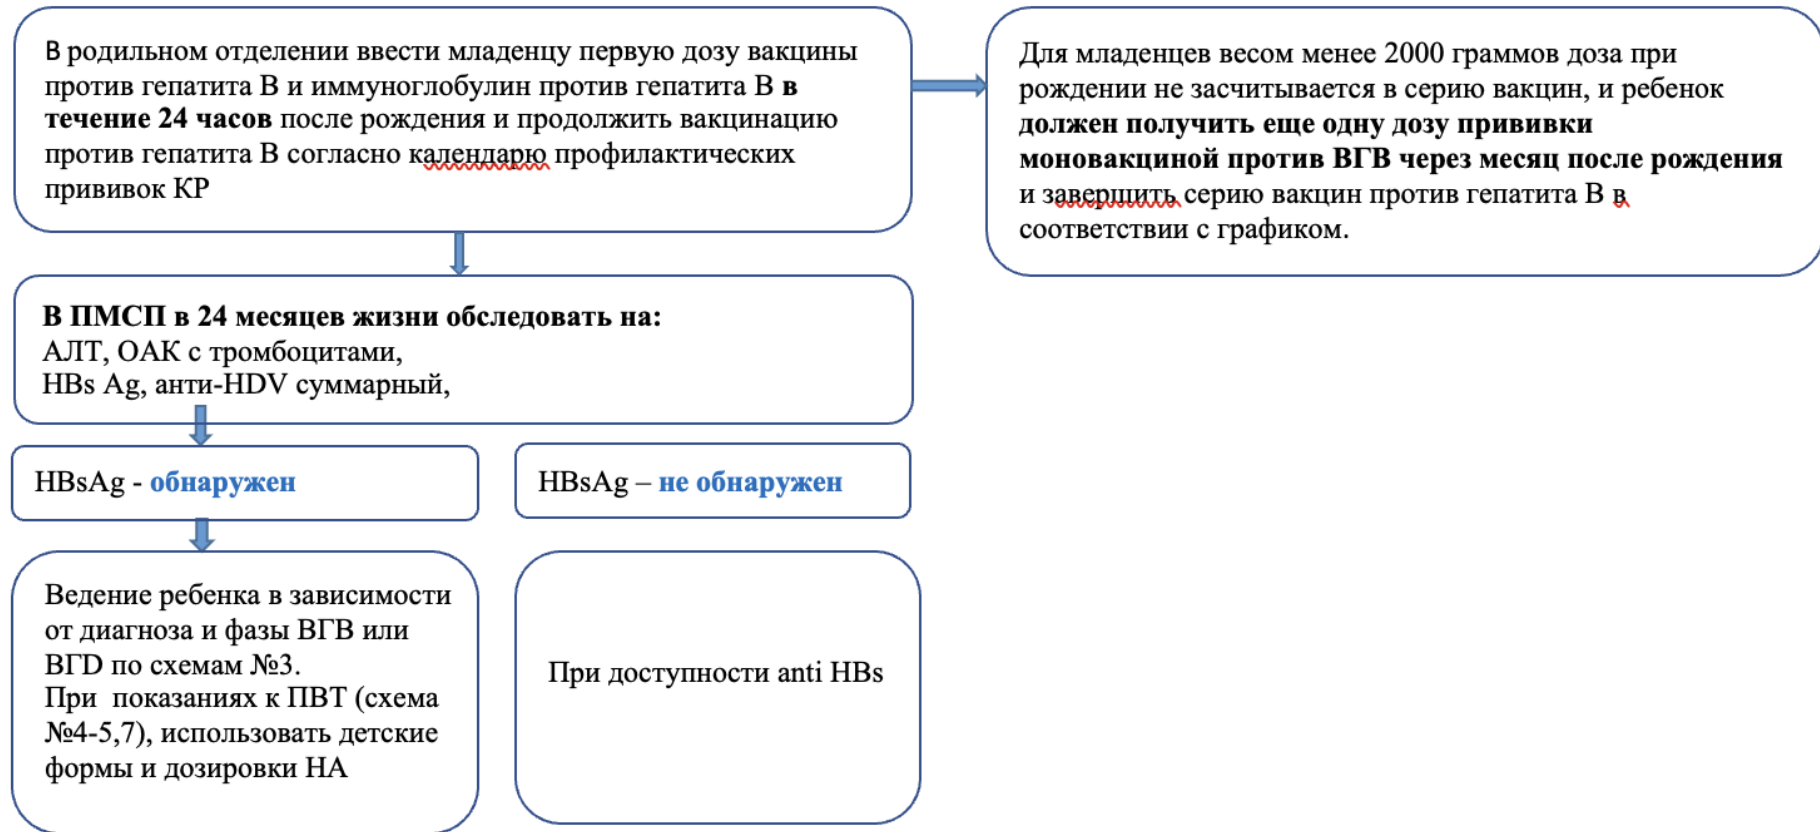 В родильном отделении ввести младенцу первую дозу вакцины
против гепатита В и иммуноглобулин против гепатита В в
течение 24 часов после рождения и продолжить вакцинацию
против гепатита В согласно календарю профилактических
прививок КР
Для младенцев весом менее 2000 граммов доза при
рождении не засчитывается в серию вакцин, и ребенок
должен получить еще одну дозу прививки
моновакциной против ВГВ через месяц после рождения
и завершить серию вакцин против гепатита В в
соответствии с графиком.
В ПМСП в 24 месяцев жизни обследовать на:
АЛТ, ОАК с тромбоцитами,
HBs Ag, анти-HDV суммарный,
HBsAg - обнаружен
HBsAg – не обнаружен
Ведение ребенка в зависимости
от диагноза и фазы ВГВ или
ВГD по схемам №3.
При показаниях к ПВТ (схема
№4-5,7), использовать детские
формы и дозировки НА
При доступности anti HBs